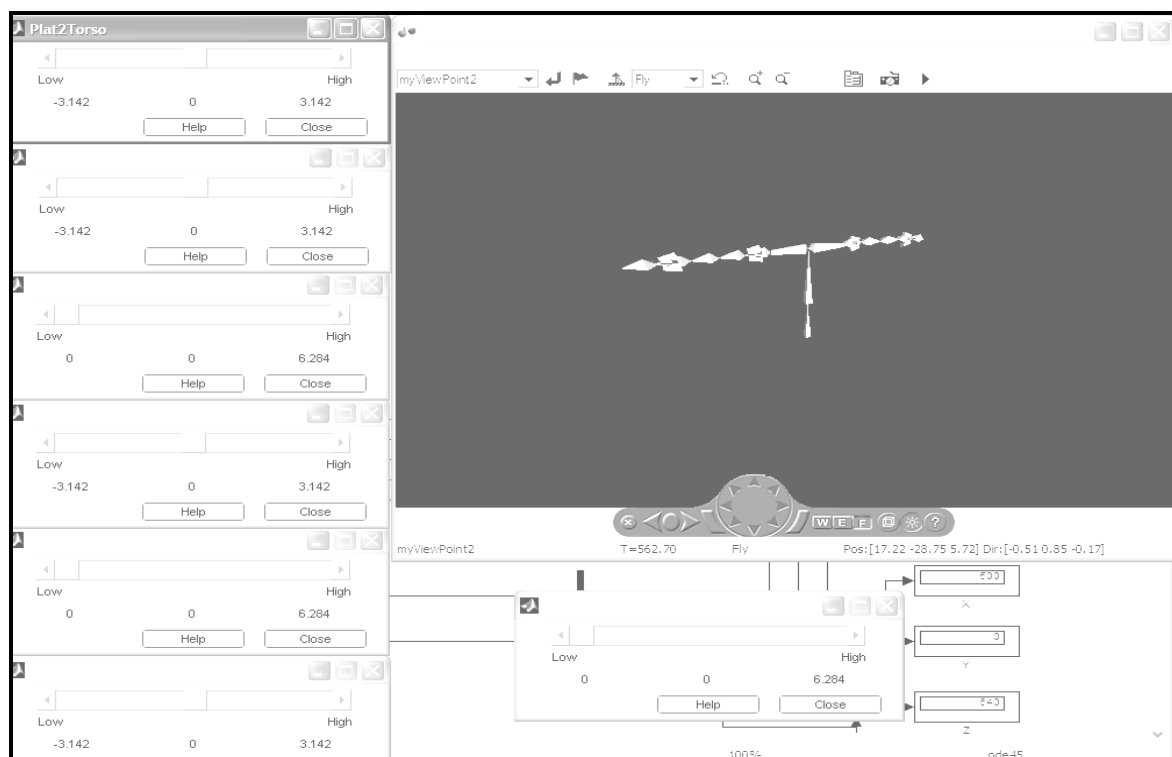 Plat2Torso
Low High
-3.142 0 3.142
Help Close
Low High
-3.142 0 3.142
Help Close
Low High
0 0 6.284
Help Close
Low High
-3.142 0 3.142
Help Close
Low High
0 0 6.284
Help Close
Low High
-3.142 0 3.142
myViewPoint2 Fly
W E F ?
myViewPoint2 T=562.70 Fly Pos:[17.22 -28.75 5.72] Dir:[-0.51 0.85 -0.17]
X
Y
Z
Low High
0 0 6.284
Help Close
100% ode45